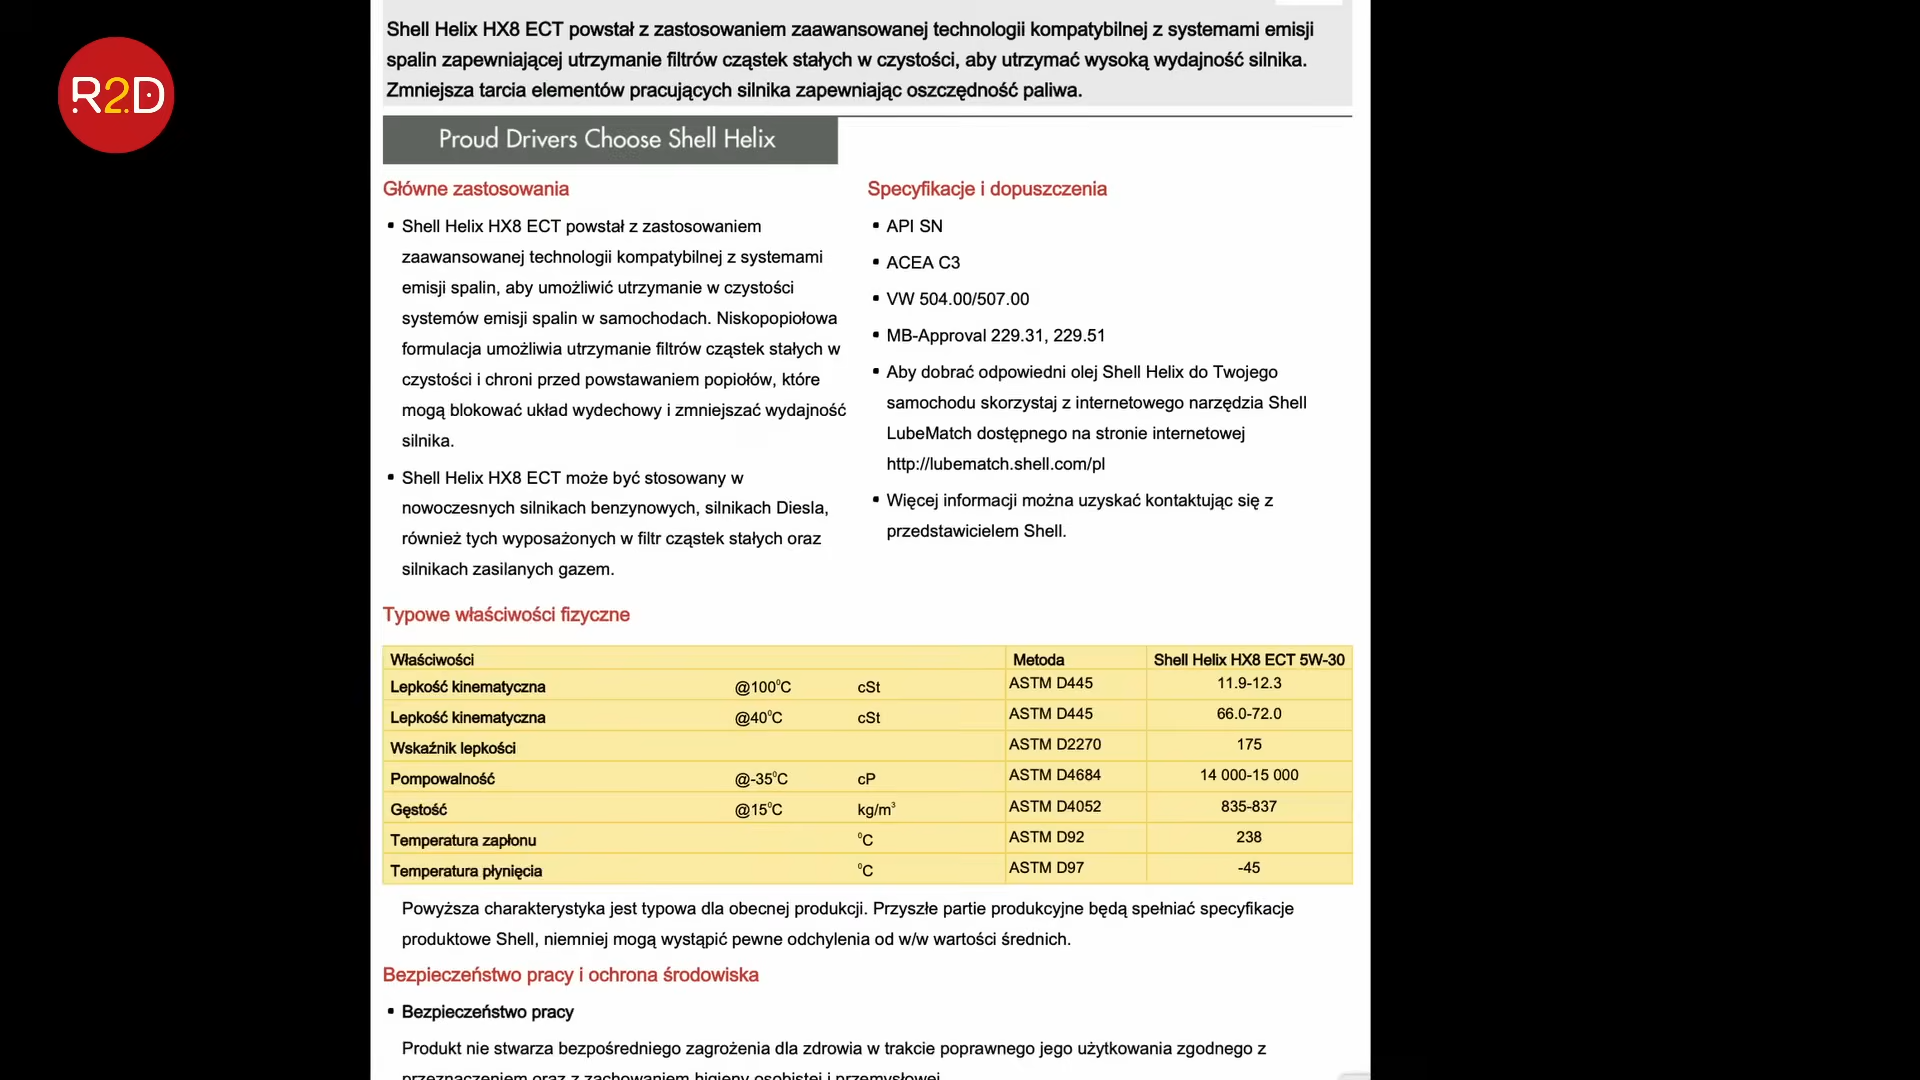 R2D
Shell Helix HX8 ECT powstał z zastosowaniem zaawansowanej technologii kompatybilnej z systemami emisji
spalin zapewniającej utrzymanie filtrów cząstek stałych w czystości, aby utrzymać wysoką wydajność silnika.
Zmniejsza tarcia elementów pracujących silnika zapewniając oszczędność paliwa.
Proud Drivers Choose Shell Helix
Główne zastosowania
▪ Shell Helix HX8 ECT powstał z zastosowaniem
zaawansowanej technologii kompatybilnej z systemami
emisji spalin, aby umożliwić utrzymanie w czystości
systemów emisji spalin w samochodach. Niskopopiołowa
formulacja umożliwia utrzymanie filtrów cząstek stałych w
czystości i chroni przed powstawaniem popiołów, które
mogą blokować układ wydechowy i zmniejszać wydajność
silnika.
▪ Shell Helix HX8 ECT może być stosowany w
nowoczesnych silnikach benzynowych, silnikach Diesla,
również tych wyposażonych w filtr cząstek stałych oraz
silnikach zasilanych gazem.
Specyfikacje i dopuszczenia
▪ API SN
▪ ACEA C3
▪ VW 504.00/507.00
▪ MB-Approval 229.31, 229.51
▪ Aby dobrać odpowiedni olej Shell Helix do Twojego
samochodu skorzystaj z internetowego narzędzia Shell
LubeMatch dostępnego na stronie internetowej
http://lubematch.shell.com/pl
▪ Więcej informacji można uzyskać kontaktując się z
przedstawicielem Shell.
Typowe właściwości fizyczne
Właściwości Metoda Shell Helix HX8 ECT 5W-30
Lepkość kinematyczna @100⁰C cSt ASTM D445 11.9-12.3
Lepkość kinematyczna @40⁰C cSt ASTM D445 66.0-72.0
Wskaźnik lepkości ASTM D2270 175
Pompowalność @-35⁰C cP ASTM D4684 14 000-15 000
Gęstość @15⁰C kg/m³ ASTM D4052 835-837
Temperatura zapłonu ⁰C ASTM D92 238
Temperatura płynięcia ⁰C ASTM D97 -45
Powyższa charakterystyka jest typowa dla obecnej produkcji. Przyszłe partie produkcyjne będą spełniać specyfikacje
produktowe Shell, niemniej mogą wystąpić pewne odchylenia od w/w wartości średnich.
Bezpieczeństwo pracy i ochrona środowiska
▪ Bezpieczeństwo pracy
Produkt nie stwarza bezpośredniego zagrożenia dla zdrowia w trakcie poprawnego jego użytkowania zgodnego z
przeznaczeniem oraz z zachowaniem higieny osobistej i przemysłowej.